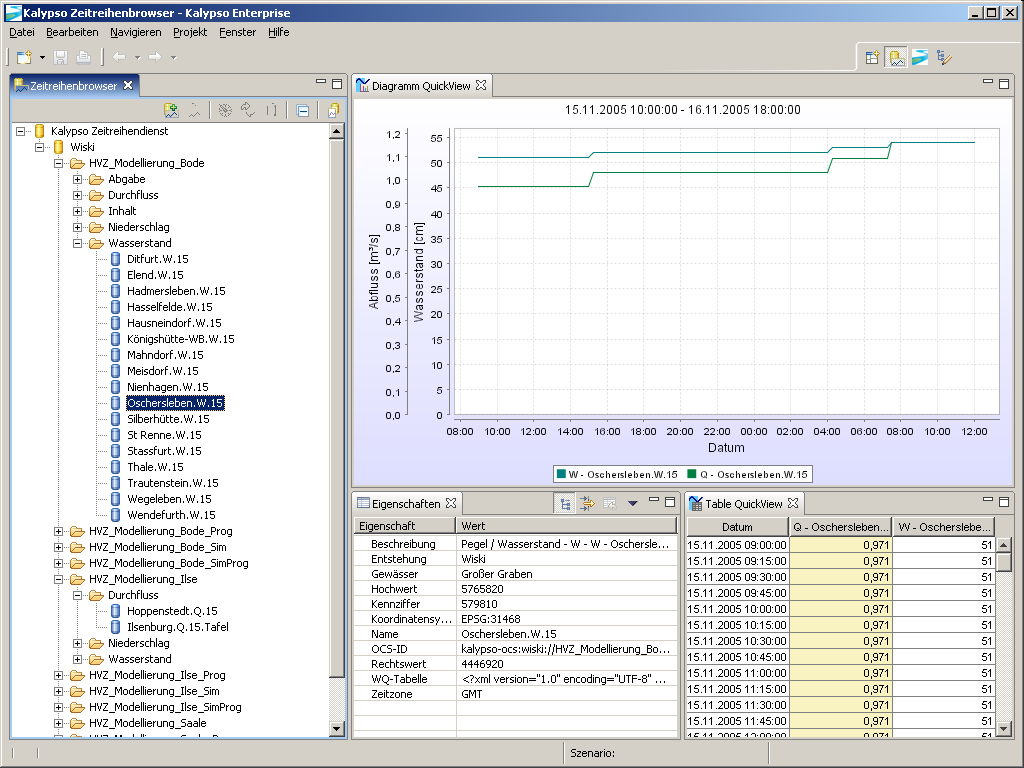 Kalypso Zeitreihenbrowser - Kalypso Enterprise
Datei Bearbeiten Navigieren Projekt Fenster Hilfe
Zeitreihenbrowser
Kalypso Zeitreihendienst
Wiski
HVZ_Modellierung_Bode
Abgabe
Durchfluss
Inhalt
Niederschlag
Wasserstand
Ditfurt.W.15
Elend.W.15
Hadmersleben.W.15
Hasselfelde.W.15
Hausneindorf.W.15
Königshütte-WB.W.15
Mahndorf.W.15
Meisdorf.W.15
Nienhagen.W.15
Oschersleben.W.15
Silberhütte.W.15
St Renne.W.15
Stassfurt.W.15
Thale.W.15
Trautenstein.W.15
Wegeleben.W.15
Wendefurth.W.15
HVZ_Modellierung_Bode_Prog
HVZ_Modellierung_Bode_Sim
HVZ_Modellierung_Bode_SimProg
HVZ_Modellierung_Ilse
Durchfluss
Hoppenstedt.Q.15
Ilsenburg.Q.15.Tafel
Niederschlag
Wasserstand
HVZ_Modellierung_Ilse_Prog
HVZ_Modellierung_Ilse_Sim
HVZ_Modellierung_Ilse_SimProg
HVZ_Modellierung_Saale
Diagramm QuickView
15.11.2005 10:00:00 - 16.11.2005 18:00:00
Abfluss [m³/s]
1,2
1,1
1,0
0,9
0,8
0,7
0,6
0,5
0,4
0,3
0,2
0,1
0,0
Wasserstand [cm]
55
50
45
40
35
30
25
20
15
10
5
0
08:00 10:00 12:00 14:00 16:00 18:00 20:00 22:00 00:00 02:00 04:00 06:00 08:00 10:00 12:00
Datum
W - Oschersleben.W.15 Q - Oschersleben.W.15
Eigenschaften
Eigenschaft Wert
Beschreibung Pegel / Wasserstand - W - W - Oschersle...
Entstehung Wiski
Gewässer Großer Graben
Hochwert 5765820
Kennziffer 579810
Koordinatensy... EPSG:31468
Name Oschersleben.W.15
OCS-ID kalypso-ocs:wiski://HVZ_Modellierung_Bo...
Rechtswert 4446920
WQ-Tabelle <?xml version="1.0" encoding="UTF-8" ...
Zeitzone GMT
Table QuickView
Datum Q - Oschersleben... W - Oscherslebe...
15.11.2005 09:00:00 0,971 51
15.11.2005 09:15:00 0,971 51
15.11.2005 09:30:00 0,971 51
15.11.2005 09:45:00 0,971 51
15.11.2005 10:00:00 0,971 51
15.11.2005 10:15:00 0,971 51
15.11.2005 10:30:00 0,971 51
15.11.2005 10:45:00 0,971 51
15.11.2005 11:00:00 0,971 51
15.11.2005 11:15:00 0,971 51
15.11.2005 11:30:00 0,971 51
15.11.2005 11:45:00 0,971 51
15.11.2005 12:00:00 0,971 51
Szenario: